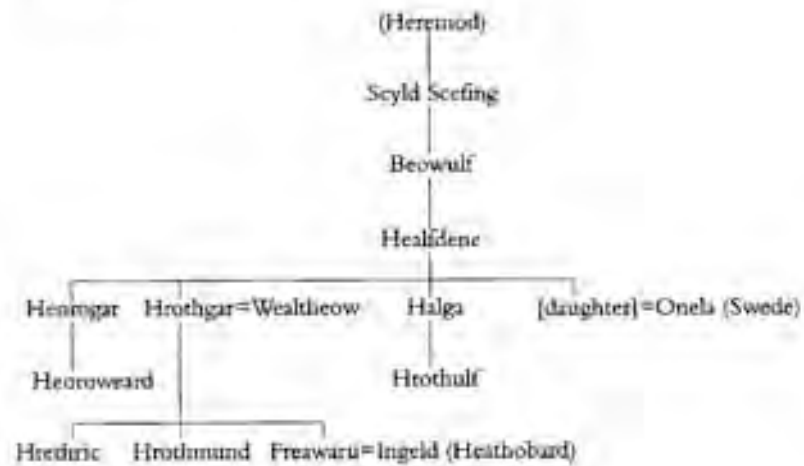 (Heremod)
Scyld Scefing
Beowulf
Healfdene
Heorogar Hrothgar=Wealtheow Halga [daughter]=Onela (Swede)
Heoroweard Hrothulf
Hrethric Hrothmund Freawaru=Ingeld (Heathobard)